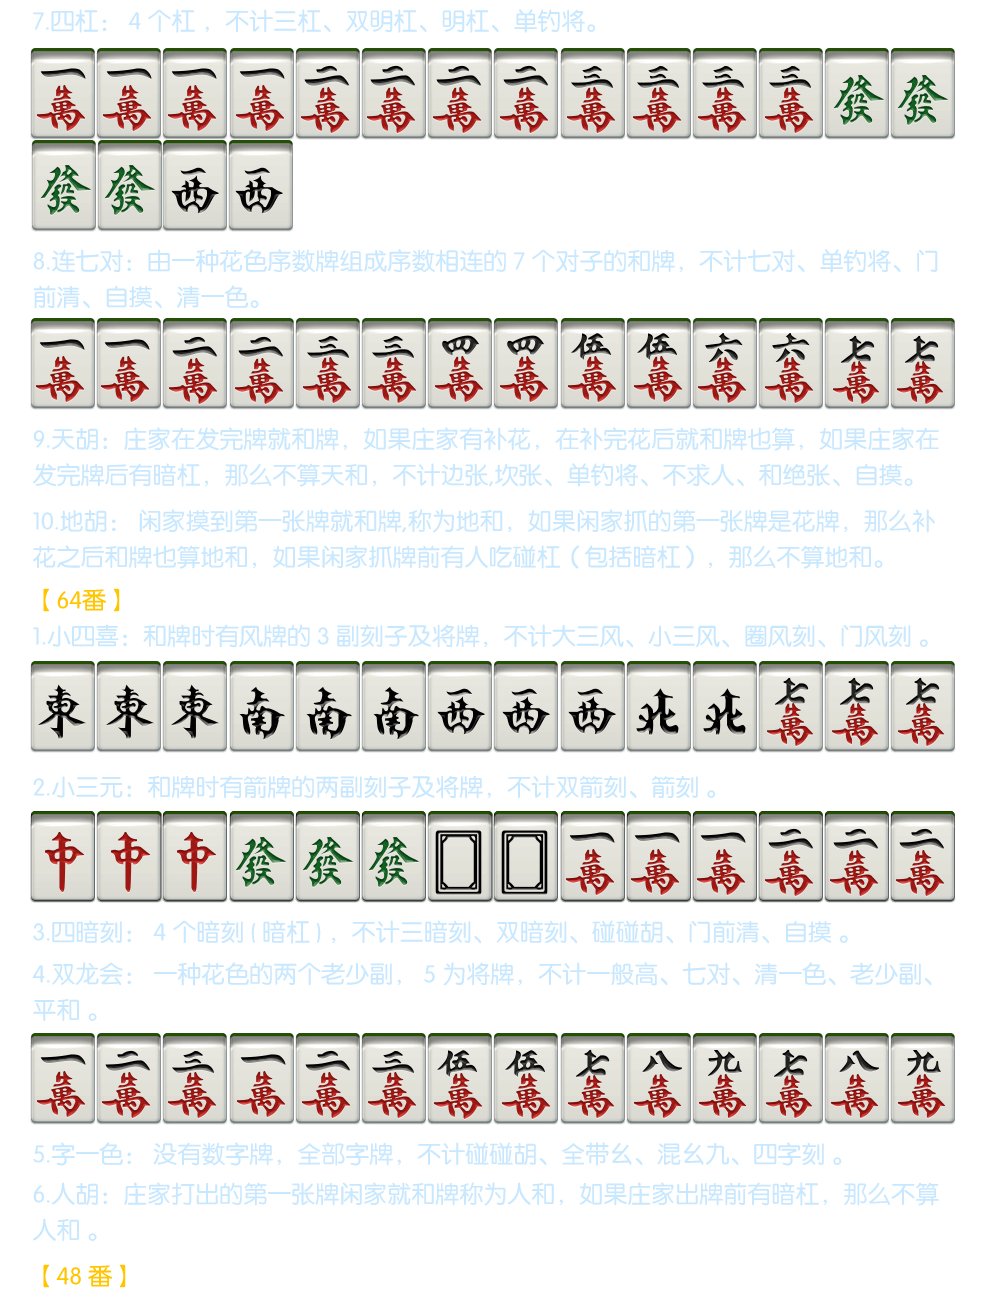 7.四杠： 4 个杠 ，不计三杠、双明杠、明杠、单钓将。
一萬 一萬 一萬 一萬 二萬 二萬 二萬 二萬 三萬 三萬 三萬 三萬 發 發
發 發 西 西
8.连七对：由一种花色序数牌组成序数相连的 7 个对子的和牌，不计七对、单钓将、门
前清、自摸、清一色。
一萬 一萬 二萬 二萬 三萬 三萬 四萬 四萬 伍萬 伍萬 六萬 六萬 七萬 七萬
9.天胡：庄家在发完牌就和牌，如果庄家有补花，在补完花后就和牌也算，如果庄家在
发完牌后有暗杠，那么不算天和，不计边张,坎张、单钓将、不求人、和绝张、自摸。
10.地胡： 闲家摸到第一张牌就和牌,称为地和，如果闲家抓的第一张牌是花牌，那么补
花之后和牌也算地和，如果闲家抓牌前有人吃碰杠（包括暗杠），那么不算地和。
【 64番 】
1.小四喜：和牌时有风牌的 3 副刻子及将牌，不计大三风、小三风、圈风刻、门风刻 。
東 東 東 南 南 南 西 西 西 北 北 七萬 七萬 七萬
2.小三元：和牌时有箭牌的两副刻子及将牌，不计双箭刻、箭刻 。
中 中 中 發 發 發 一萬 一萬 一萬 二萬 二萬 二萬
3.四暗刻： 4 个暗刻 ( 暗杠 ) ，不计三暗刻、双暗刻、碰碰胡、门前清、自摸 。
4.双龙会： 一种花色的两个老少副， 5 为将牌，不计一般高、七对、清一色、老少副、
平和 。
一萬 二萬 三萬 一萬 二萬 三萬 伍萬 伍萬 七萬 八萬 九萬 七萬 八萬 九萬
5.字一色： 没有数字牌，全部字牌，不计碰碰胡、全带幺、混幺九、四字刻 。
6.人胡：庄家打出的第一张牌闲家就和牌称为人和，如果庄家出牌前有暗杠，那么不算
人和 。
【 48 番 】